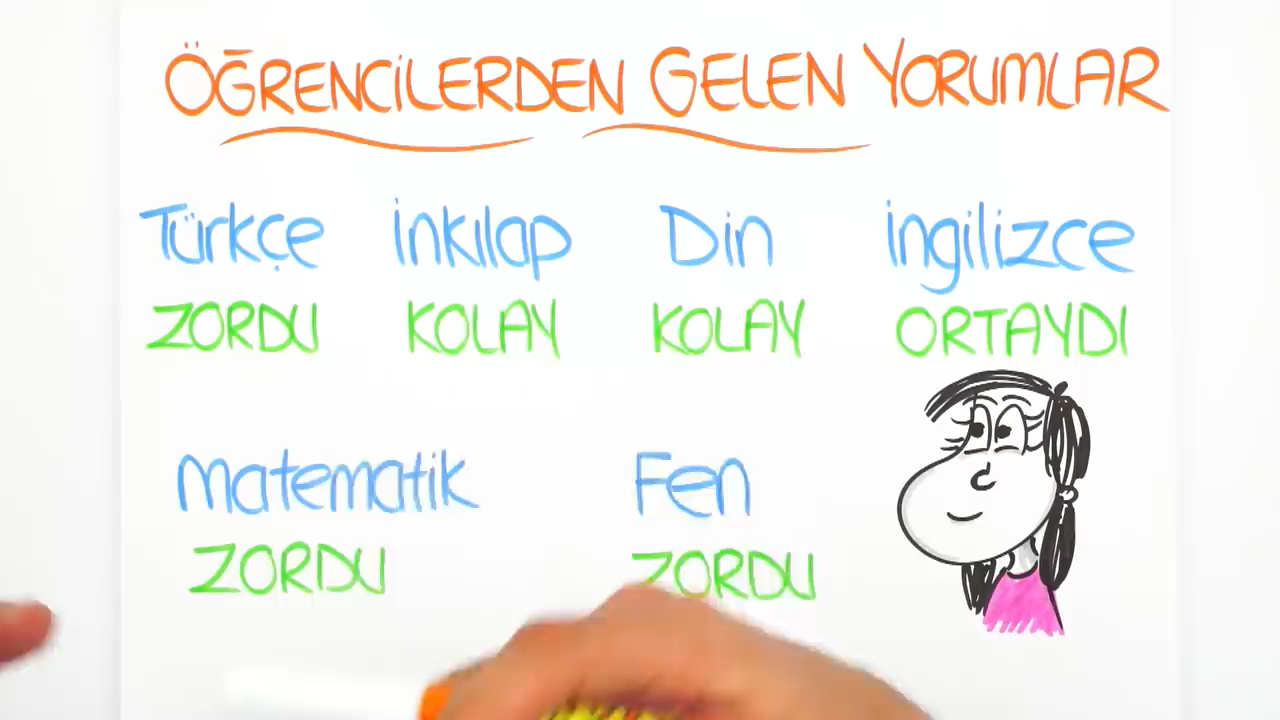 ÖĞRENCİLERDEN GELEN YORUMLAR
Türkçe İnkılap Din İngilizce
ZORDU KOLAY KOLAY ORTAYDI
Matematik Fen
ZORDU ZORDU